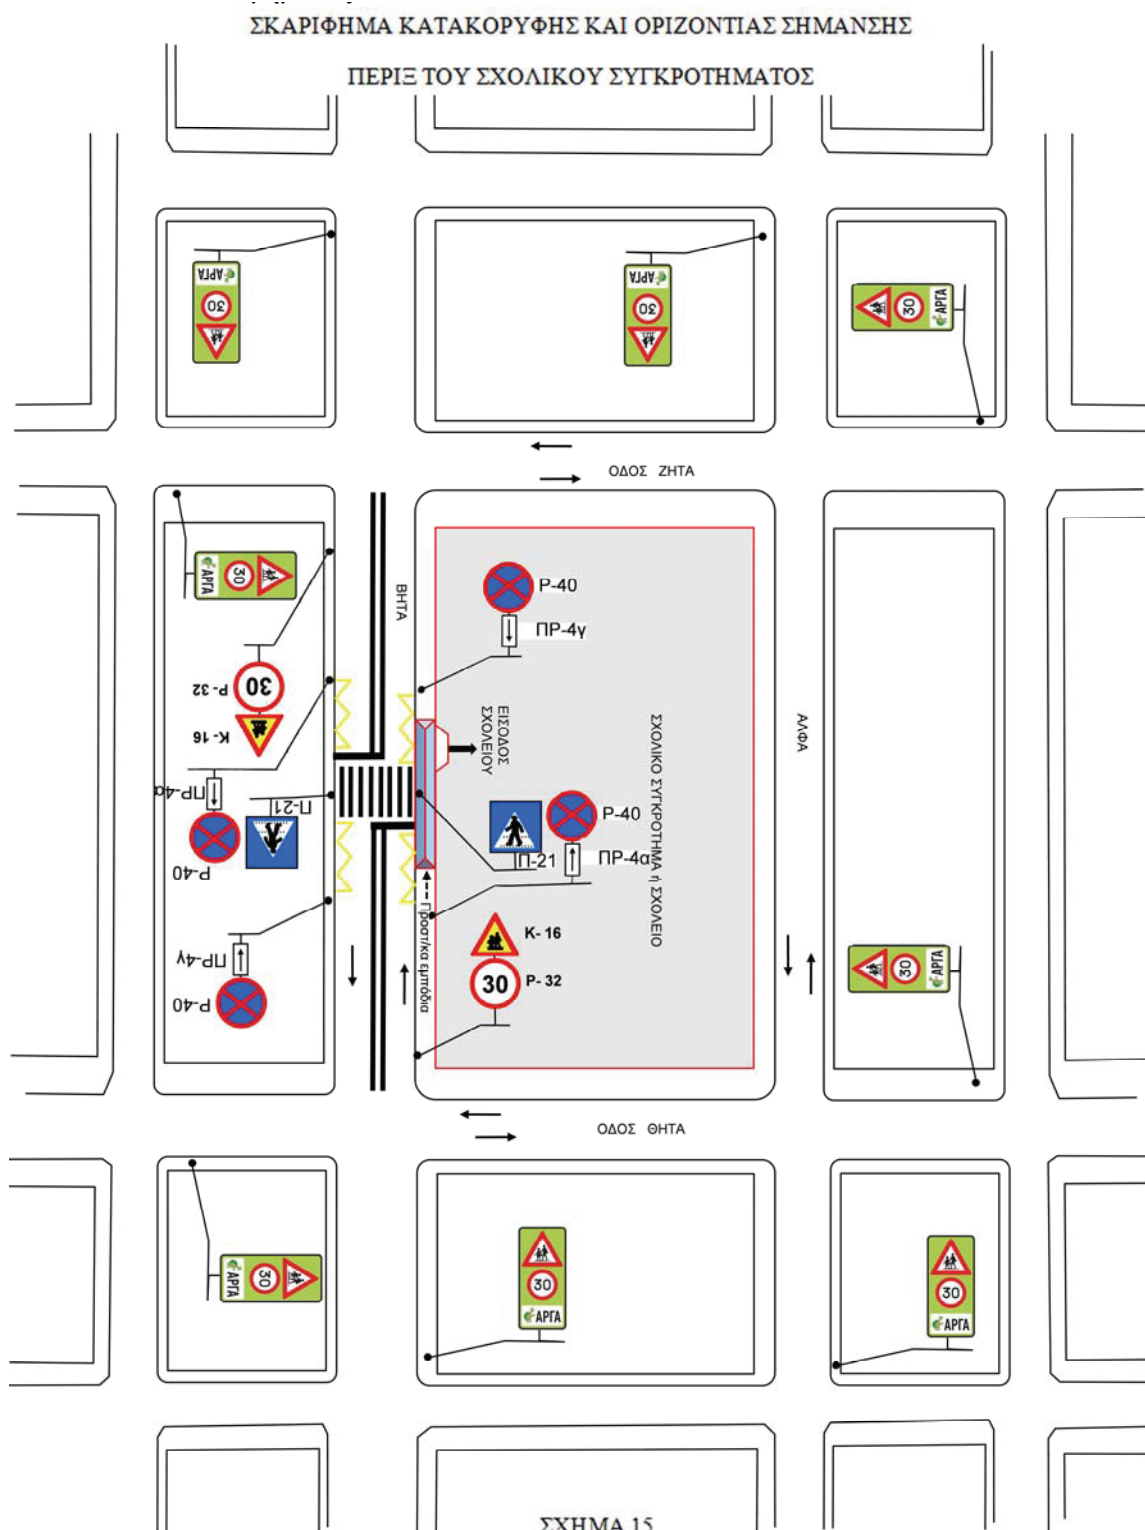 ΣΚΑΡΙΦΗΜΑ ΚΑΤΑΚΟΡΥΦΗΣ ΚΑΙ ΟΡΙΖΟΝΤΙΑΣ ΣΗΜΑΝΣΗΣ
ΠΕΡΙΞ ΤΟΥ ΣΧΟΛΙΚΟΥ ΣΥΓΚΡΟΤΗΜΑΤΟΣ
ΑΡΓΑ
30
ΑΡΓΑ
30
30
ΑΡΓΑ
ΟΔΟΣ ΖΗΤΑ
ΑΡΓΑ
30
ΒΗΤΑ
P-40
ΠΡ-4γ
30
P-32
K-16
ΕΙΣΟΔΟΣ
ΣΧΟΛΕΙΟΥ
ΣΧΟΛΙΚΟ ΣΥΓΚΡΟΤΗΜΑ ή ΣΧΟΛΕΙΟ
ΑΛΦΑ
ΠΡ-4α
Π-21
P-40
P-40
Π-21
ΠΡ-4α
Προστ/κα εμπόδια
K- 16
30
P- 32
ΠΡ-4γ
P-40
30
ΑΡΓΑ
ΟΔΟΣ ΘΗΤΑ
ΑΡΓΑ
30
30
ΑΡΓΑ
30
ΑΡΓΑ
ΣΧΗΜΑ 15